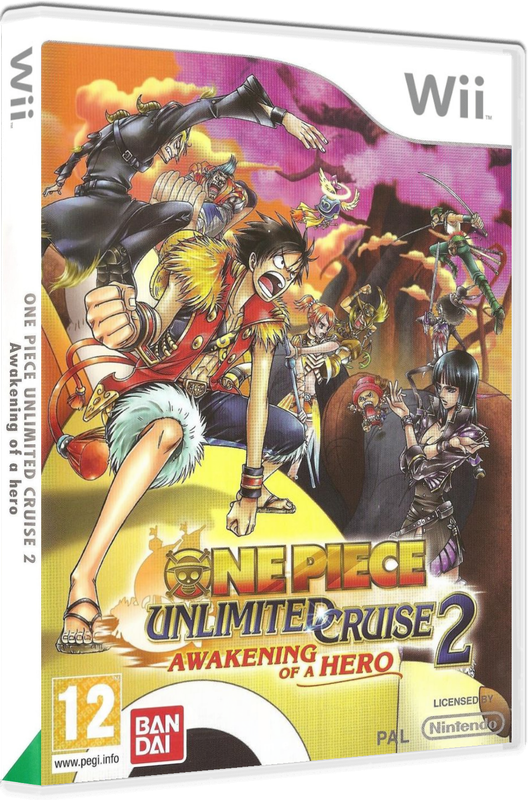 Wii
Wii
ONE PIECE UNLIMITED CRUISE 2
Awakening of a hero
ONE PIECE
UNLIMITED CRUISE 2
AWAKENING
OF A HERO
12
www.pegi.info
BAN
DAI
PAL
LICENSED BY
Nintendo